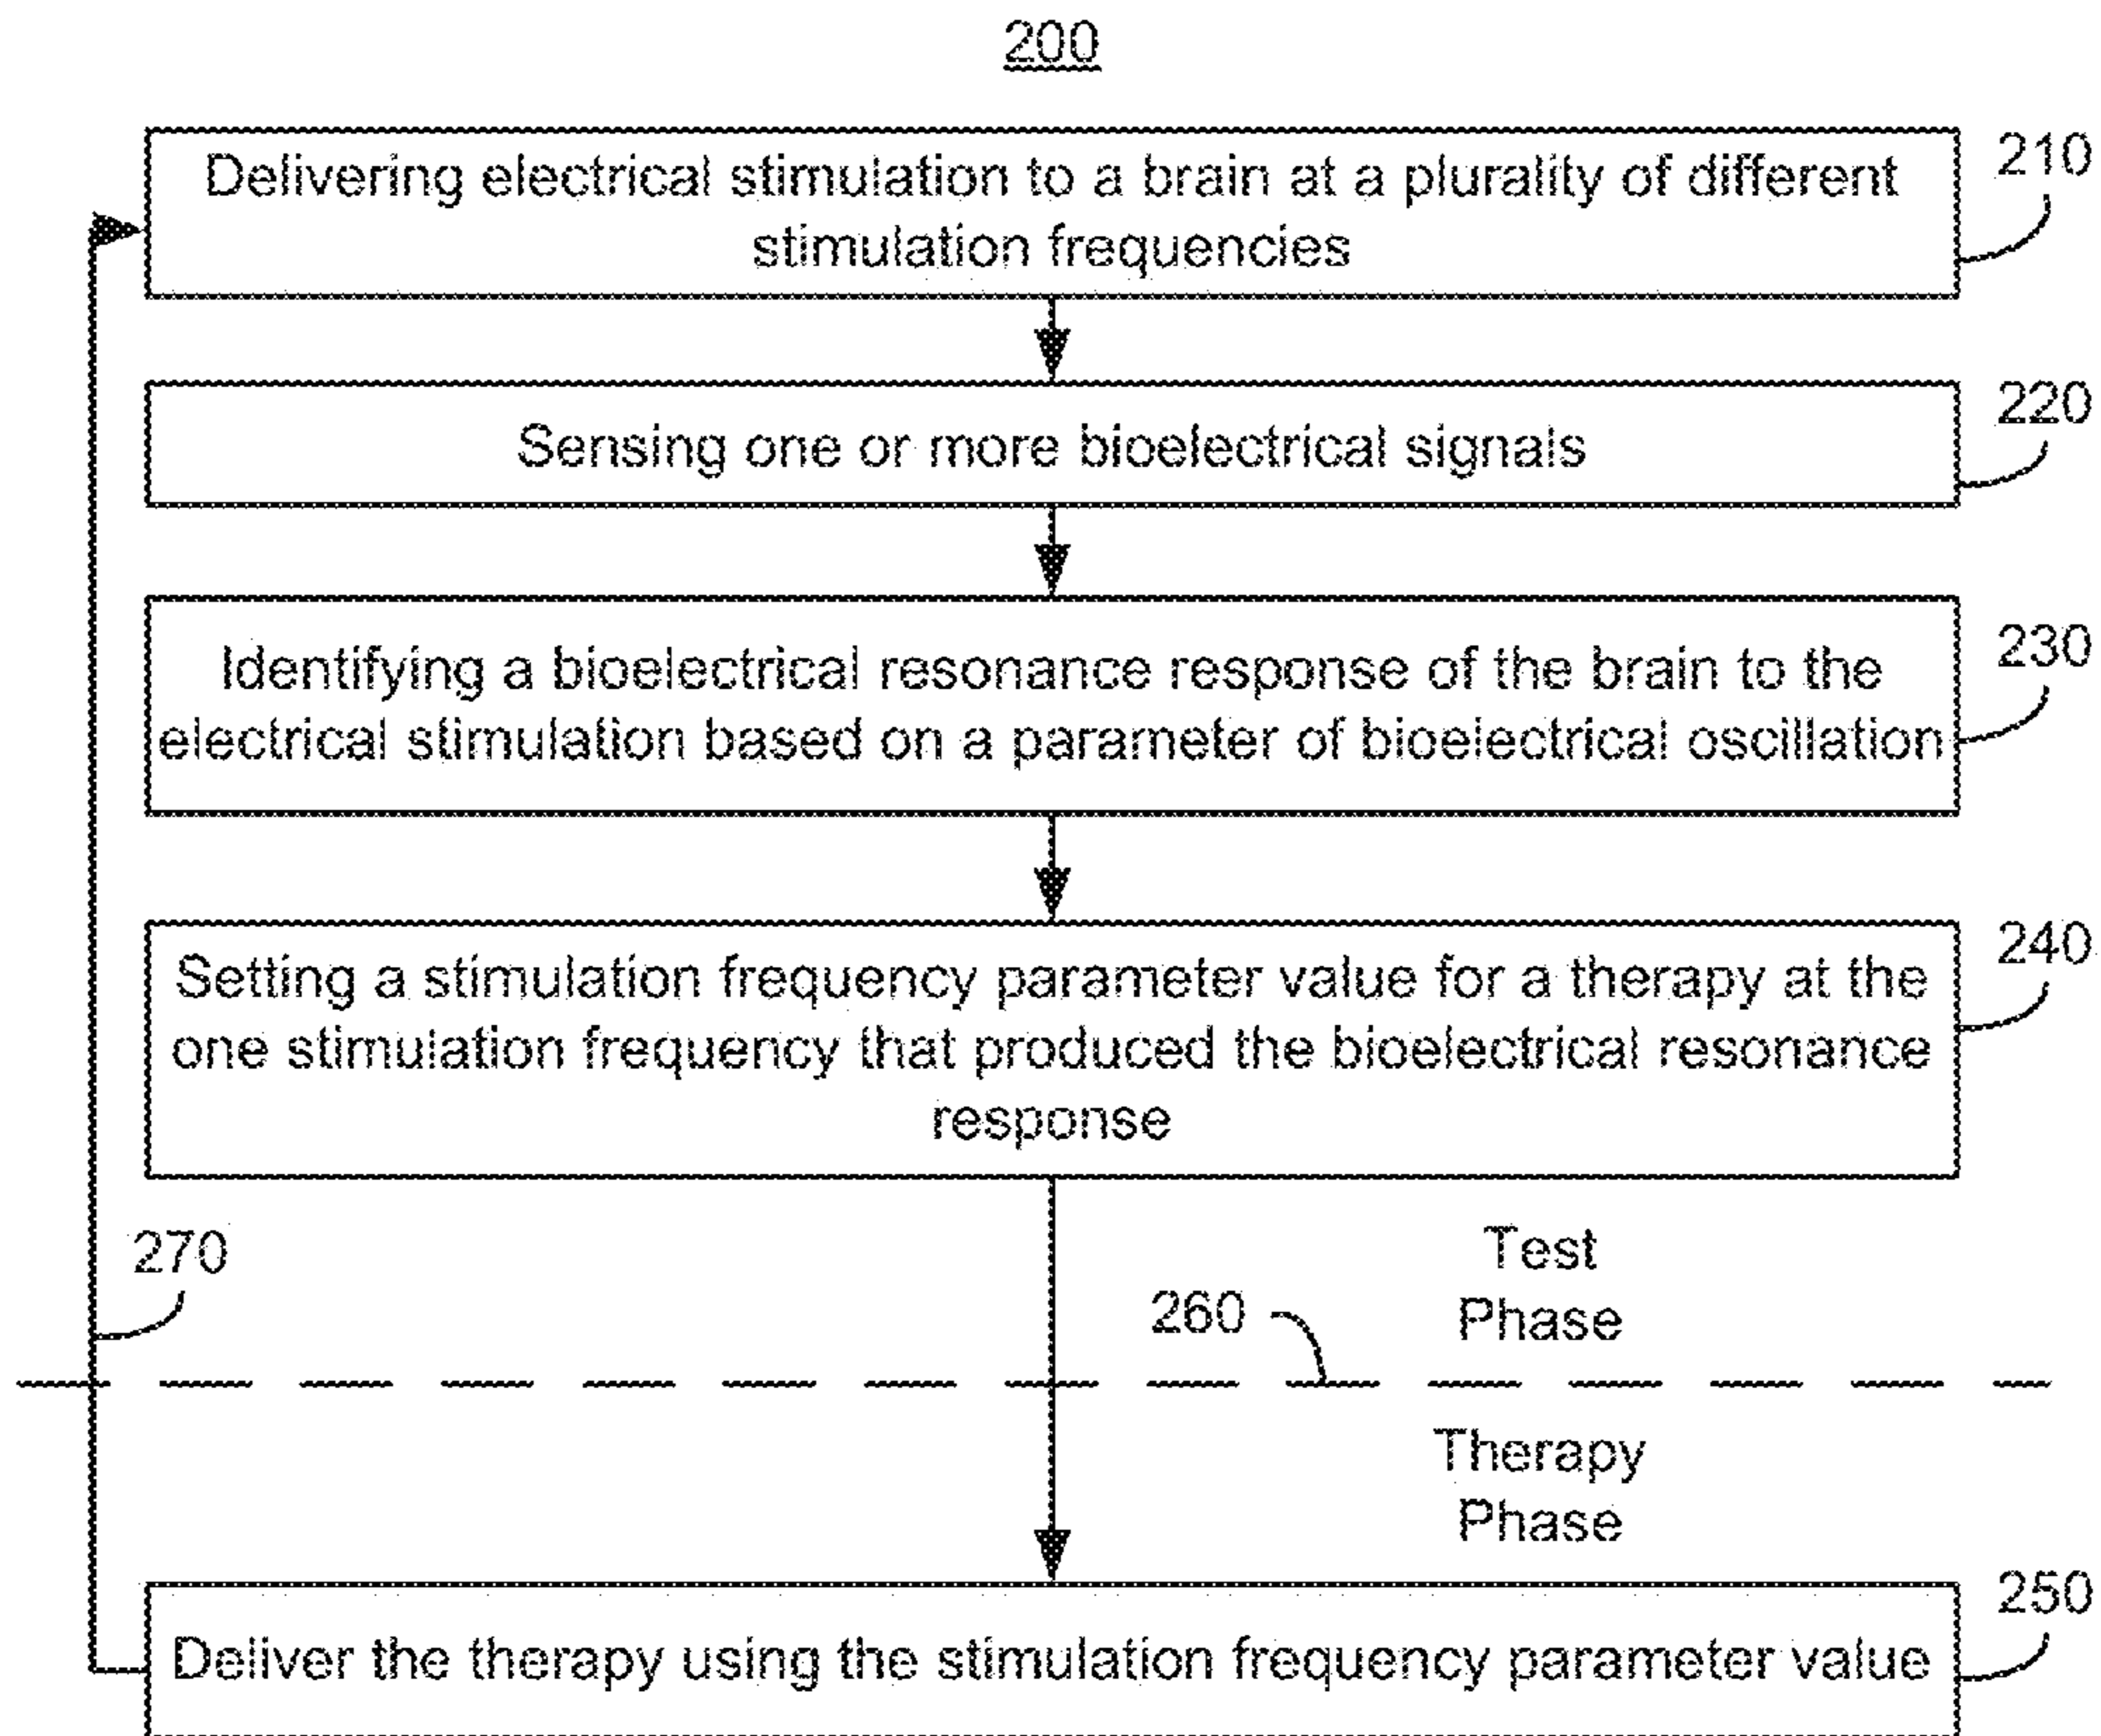 200
Delivering electrical stimulation to a brain at a plurality of different
stimulation frequencies
210
Sensing one or more bioelectrical signals
220
Identifying a bioelectrical resonance response of the brain to the
electrical stimulation based on a parameter of bioelectrical oscillation
230
Setting a stimulation frequency parameter value for a therapy at the
one stimulation frequency that produced the bioelectrical resonance
response
240
270
Test
Phase
260
Therapy
Phase
Deliver the therapy using the stimulation frequency parameter value
250